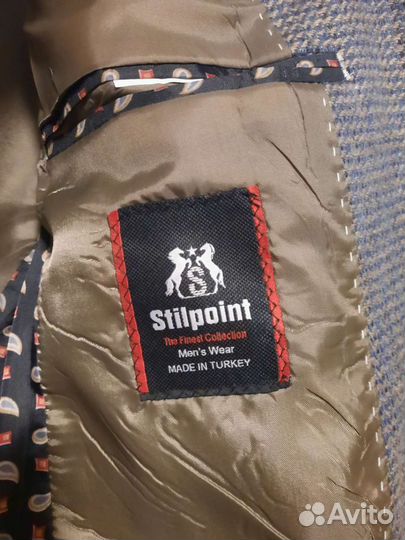 S
Stilpoint
The Finest Collection
Men's Wear
MADE IN TURKEY
Avito